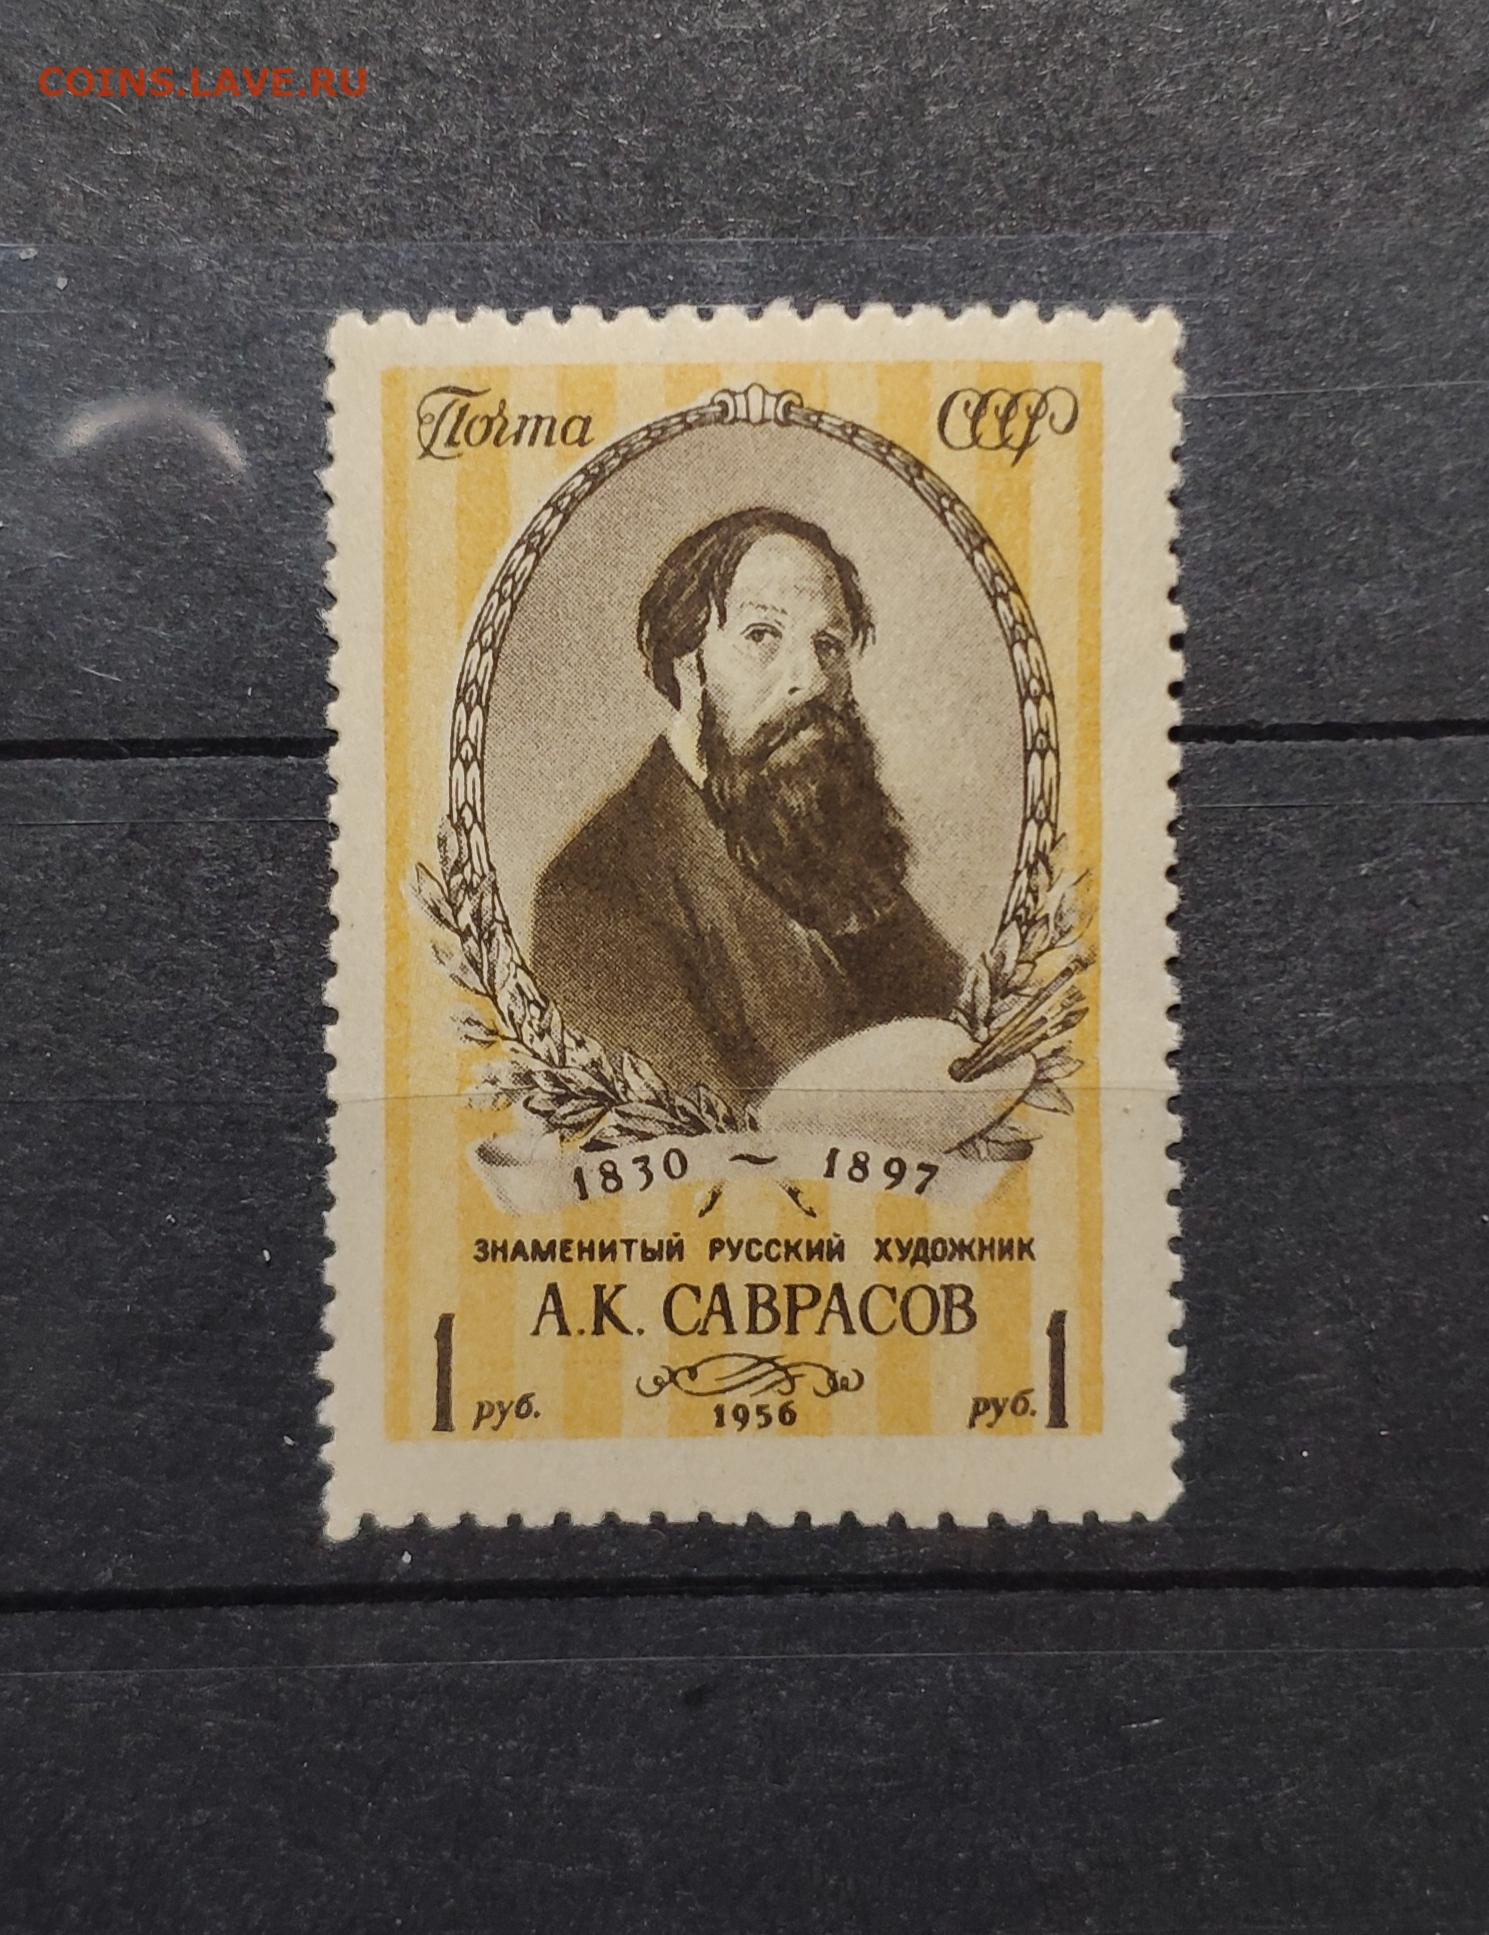 COINS.LAVE.RU
Почта СССР
1830 ~ 1897
ЗНАМЕНИТЫЙ РУССКИЙ ХУДОЖНИК
А.К. САВРАСОВ
1 руб. руб. 1
1956